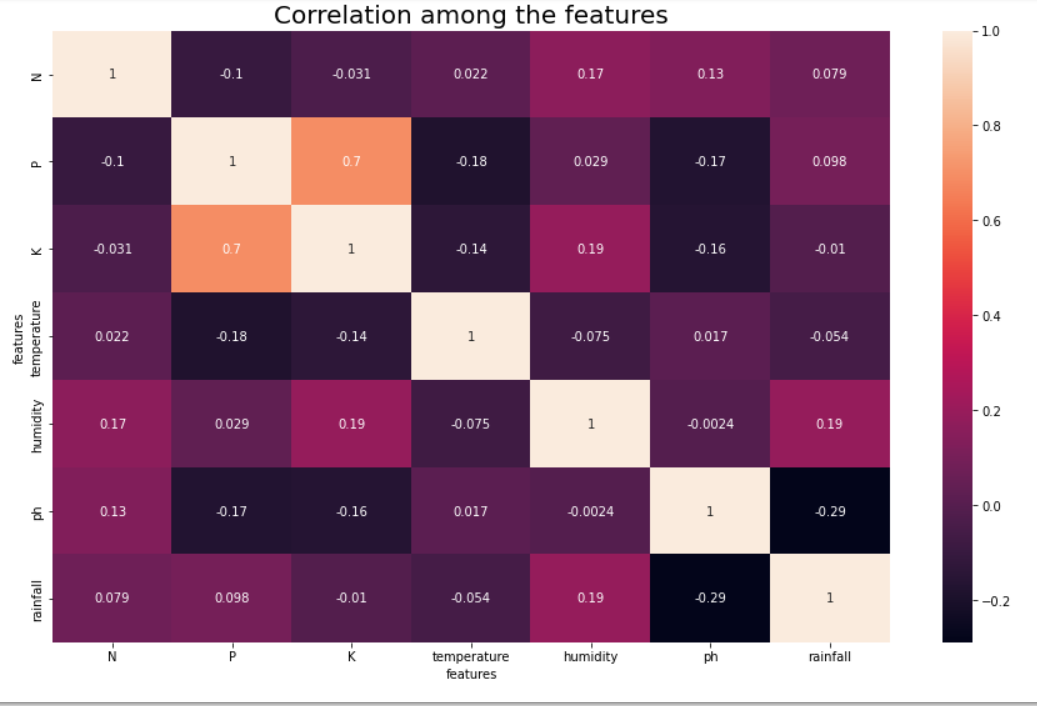 Correlation among the features
N 1 -0.1 -0.031 0.022 0.17 0.13 0.079
P -0.1 1 0.7 -0.18 0.029 -0.17 0.098
K -0.031 0.7 1 -0.14 0.19 -0.16 -0.01
temperature 0.022 -0.18 -0.14 1 -0.075 0.017 -0.054
humidity 0.17 0.029 0.19 -0.075 1 -0.0024 0.19
ph 0.13 -0.17 -0.16 0.017 -0.0024 1 -0.29
rainfall 0.079 0.098 -0.01 -0.054 0.19 -0.29 1
features
N P K temperature humidity ph rainfall
features
1.0
0.8
0.6
0.4
0.2
0.0
−0.2